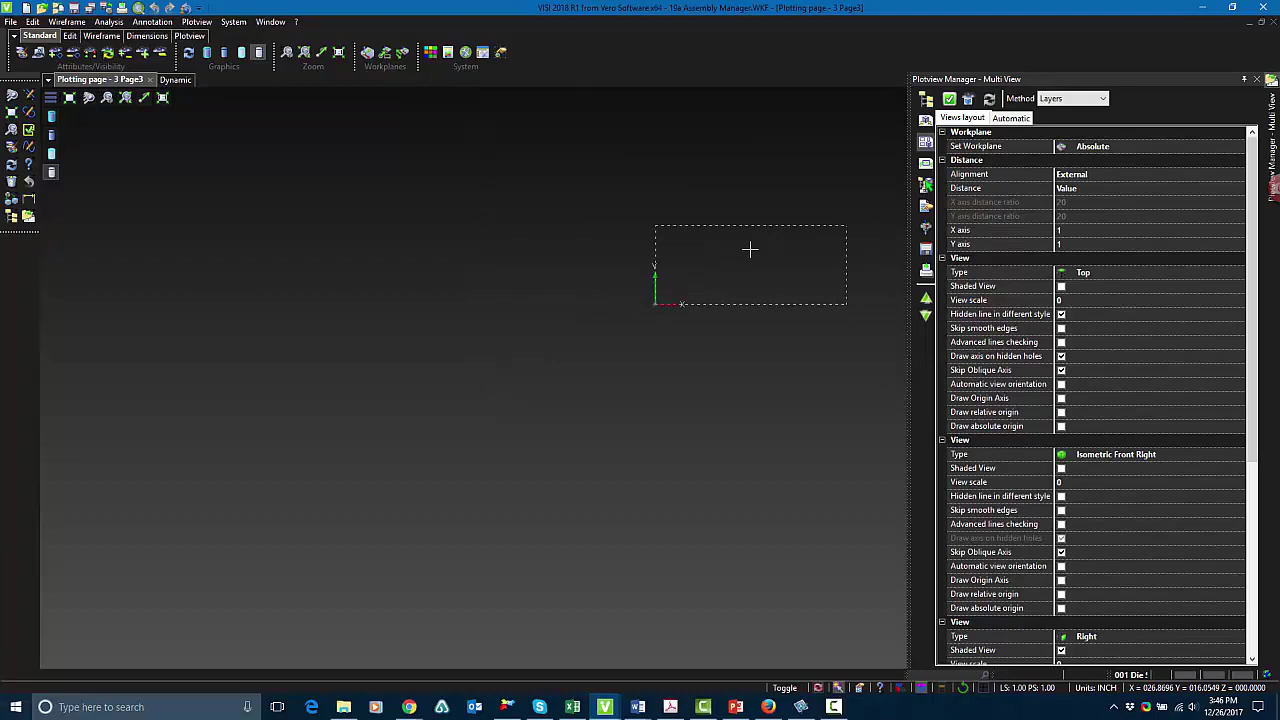 VISI 2018 R1 from Vero Software x64 - 19a Assembly Manager.WKF - [Plotting page - 3 Page3]
File Edit Wireframe Analysis Annotation Plotview System Window ?
Standard Edit Wireframe Dimensions Plotview
Attributes/Visibility Graphics Zoom Workplanes System
Plotting page - 3 Page3 Dynamic
Plotview Manager - Multi View
Method Layers
Views layout Automatic
Workplane
Set Workplane Absolute
Distance
Alignment External
Distance Value
X axis distance ratio 20
Y axis distance ratio 20
X axis 1
Y axis 1
View
Type Top
Shaded View
View scale 0
Hidden line in different style
Skip smooth edges
Advanced lines checking
Draw axis on hidden holes
Skip Oblique Axis
Automatic view orientation
Draw Origin Axis
Draw relative origin
Draw absolute origin
View
Type Isometric Front Right
Shaded View
View scale 0
Hidden line in different style
Skip smooth edges
Advanced lines checking
Draw axis on hidden holes
Skip Oblique Axis
Automatic view orientation
Draw Origin Axis
Draw relative origin
Draw absolute origin
View
Type Right
Shaded View
Plotview Manager - Multi View
Y
X
001 Die
Toggle LS: 1.00 PS: 1.00 Units: INCH X = 026.8696 Y = 016.0549 Z = 000.0000
Type here to search
3:46 PM
12/26/2017